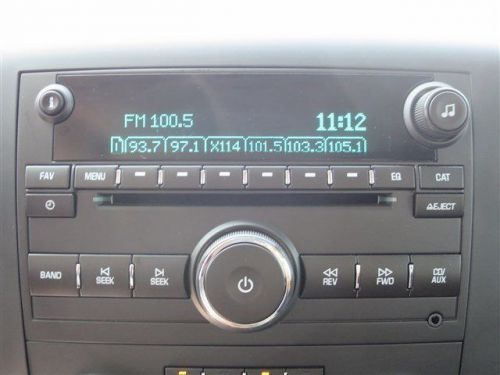 FM 100.5 11:12
1 93.7 97.1 X114 101.5 103.3 105.1
FAV MENU EQ CAT
EJECT
BAND SEEK SEEK REV FWD CD/AUX